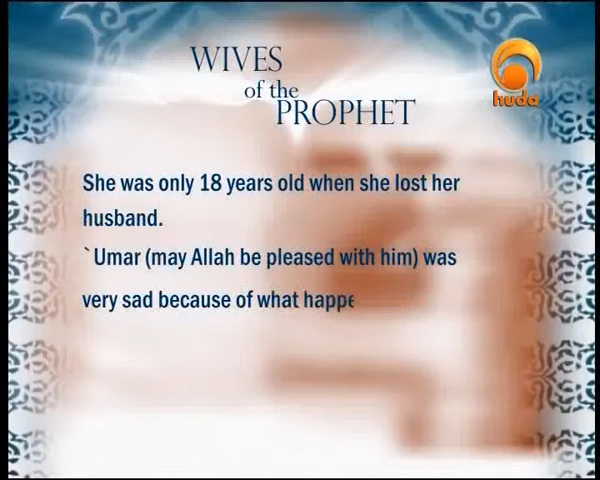 WIVES
of the
PROPHET
huda
She was only 18 years old when she lost her
husband.
`Umar (may Allah be pleased with him) was
very sad because of what happe